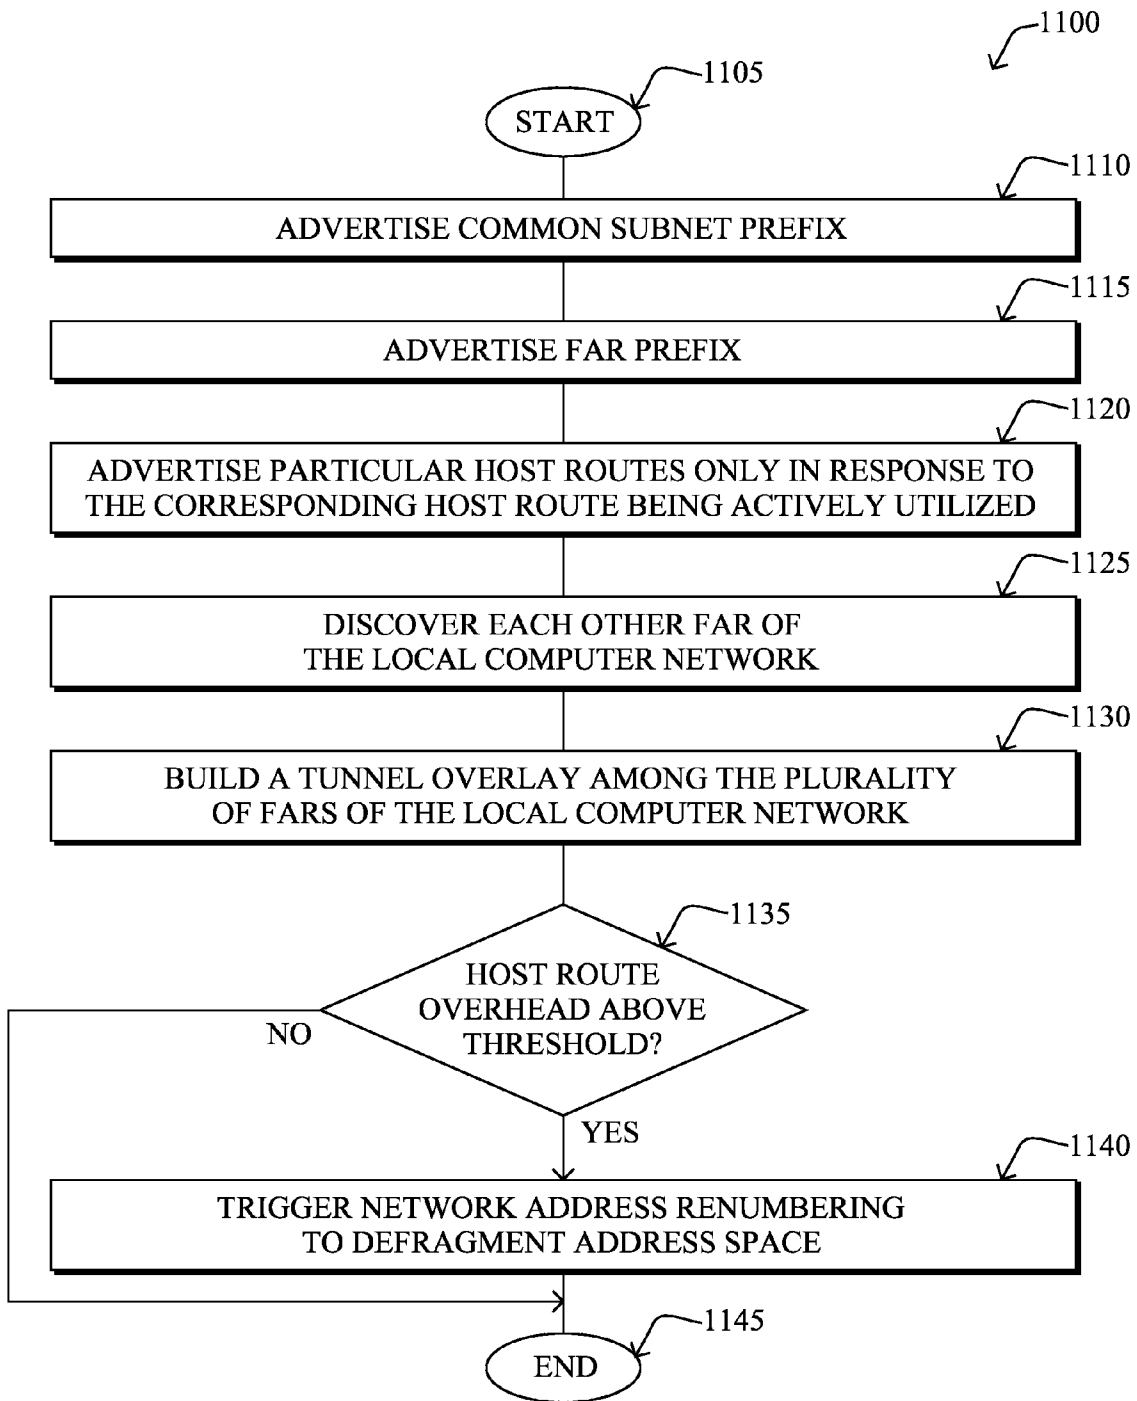 1100
1105
START
1110
ADVERTISE COMMON SUBNET PREFIX
1115
ADVERTISE FAR PREFIX
1120
ADVERTISE PARTICULAR HOST ROUTES ONLY IN RESPONSE TO
THE CORRESPONDING HOST ROUTE BEING ACTIVELY UTILIZED
1125
DISCOVER EACH OTHER FAR OF
THE LOCAL COMPUTER NETWORK
1130
BUILD A TUNNEL OVERLAY AMONG THE PLURALITY
OF FARS OF THE LOCAL COMPUTER NETWORK
1135
HOST ROUTE
OVERHEAD ABOVE
THRESHOLD?
NO
YES
1140
TRIGGER NETWORK ADDRESS RENUMBERING
TO DEFRAGMENT ADDRESS SPACE
1145
END